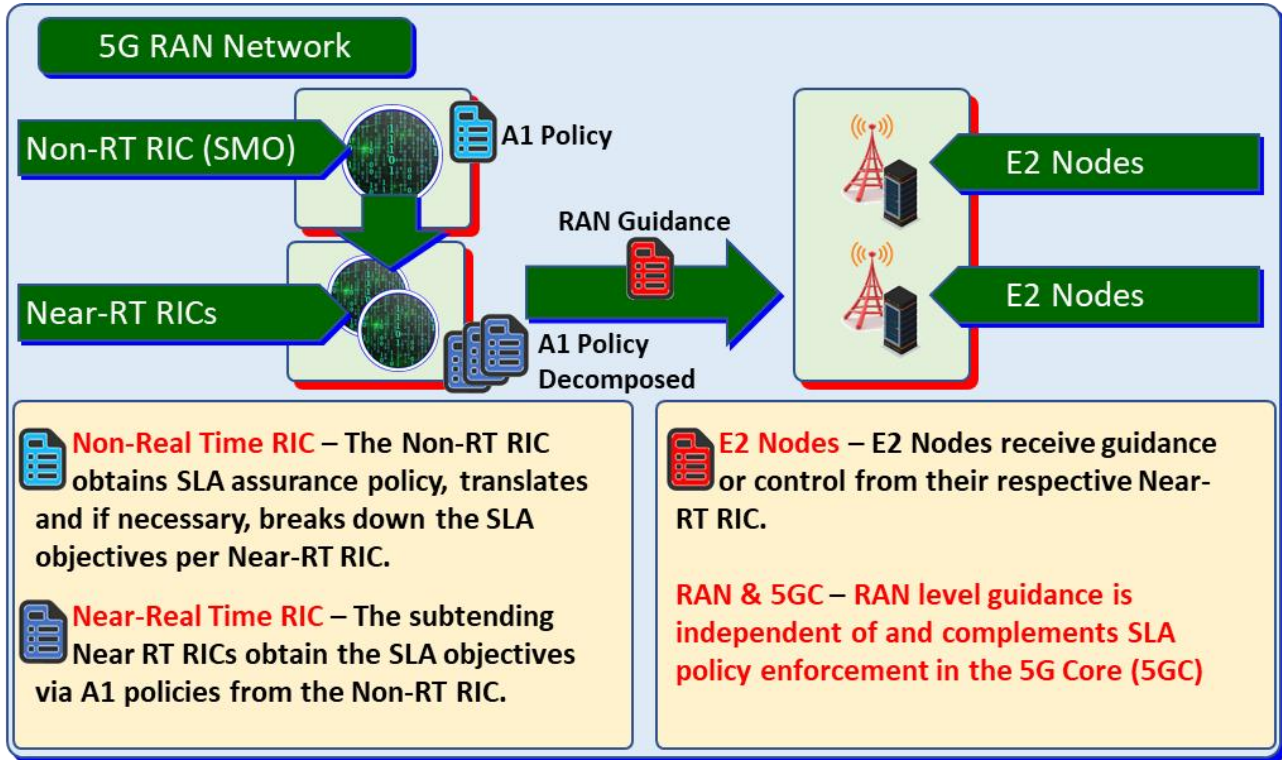 5G RAN Network
Non-RT RIC (SMO)
A1 Policy
E2 Nodes
RAN Guidance
Near-RT RICs
E2 Nodes
A1 Policy
Decomposed
Non-Real Time RIC – The Non-RT RIC
obtains SLA assurance policy, translates
and if necessary, breaks down the SLA
objectives per Near-RT RIC.
Near-Real Time RIC – The subtending
Near RT RICs obtain the SLA objectives
via A1 policies from the Non-RT RIC.
E2 Nodes – E2 Nodes receive guidance
or control from their respective Near-
RT RIC.
RAN & 5GC – RAN level guidance is
independent of and complements SLA
policy enforcement in the 5G Core (5GC)